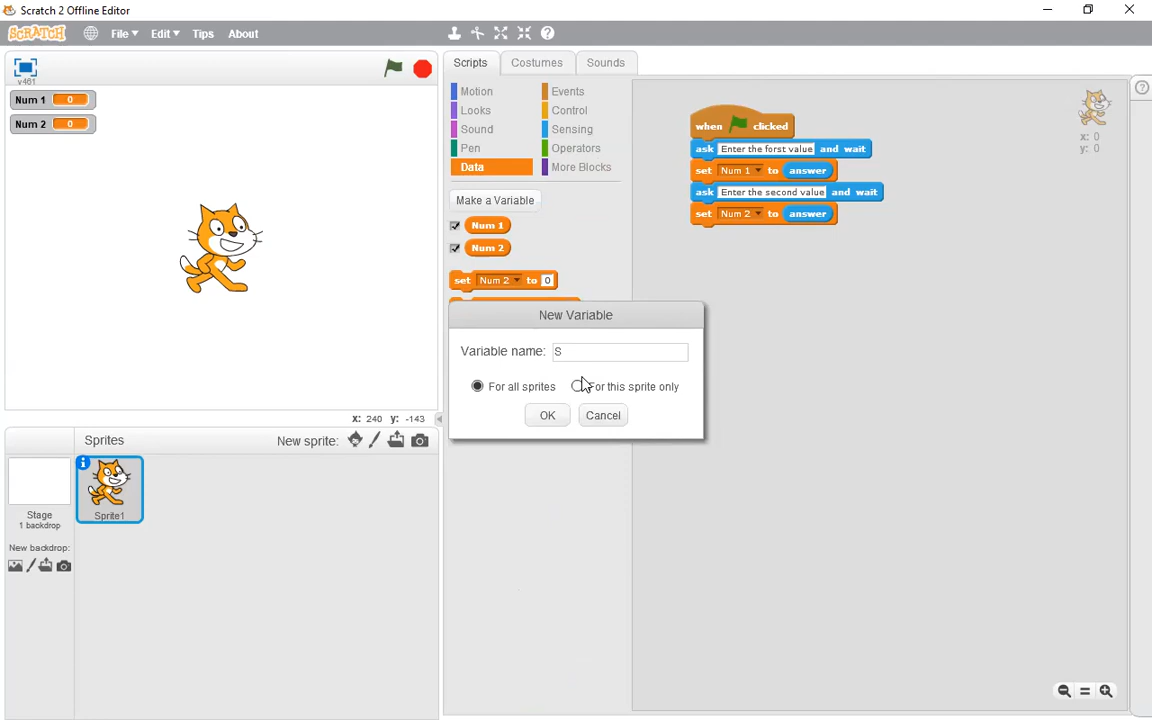 Scratch 2 Offline Editor
SCRATCH File Edit Tips About
v461
Num 1 0
Num 2 0
x: 240 y: -143
Sprites New sprite:
Sprite1
Stage
1 backdrop
New backdrop:
Scripts Costumes Sounds
Motion Events
Looks Control
Sound Sensing
Pen Operators
Data More Blocks
Make a Variable
Num 1
Num 2
set Num 2 to 0
New Variable
Variable name: S
For all sprites For this sprite only
OK Cancel
when clicked
ask Enter the forst value and wait
set Num 1 to answer
ask Enter the second value and wait
set Num 2 to answer
x: 0
y: 0